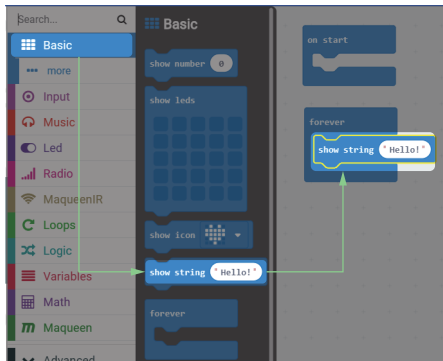 Search...
Basic
more
Input
Music
Led
Radio
MaqueenIR
Loops
Logic
Variables
Math
Maqueen
Advanced
Basic
show number 0
show leds
show icon
show string "Hello!"
forever
on start
forever
show string "Hello!"